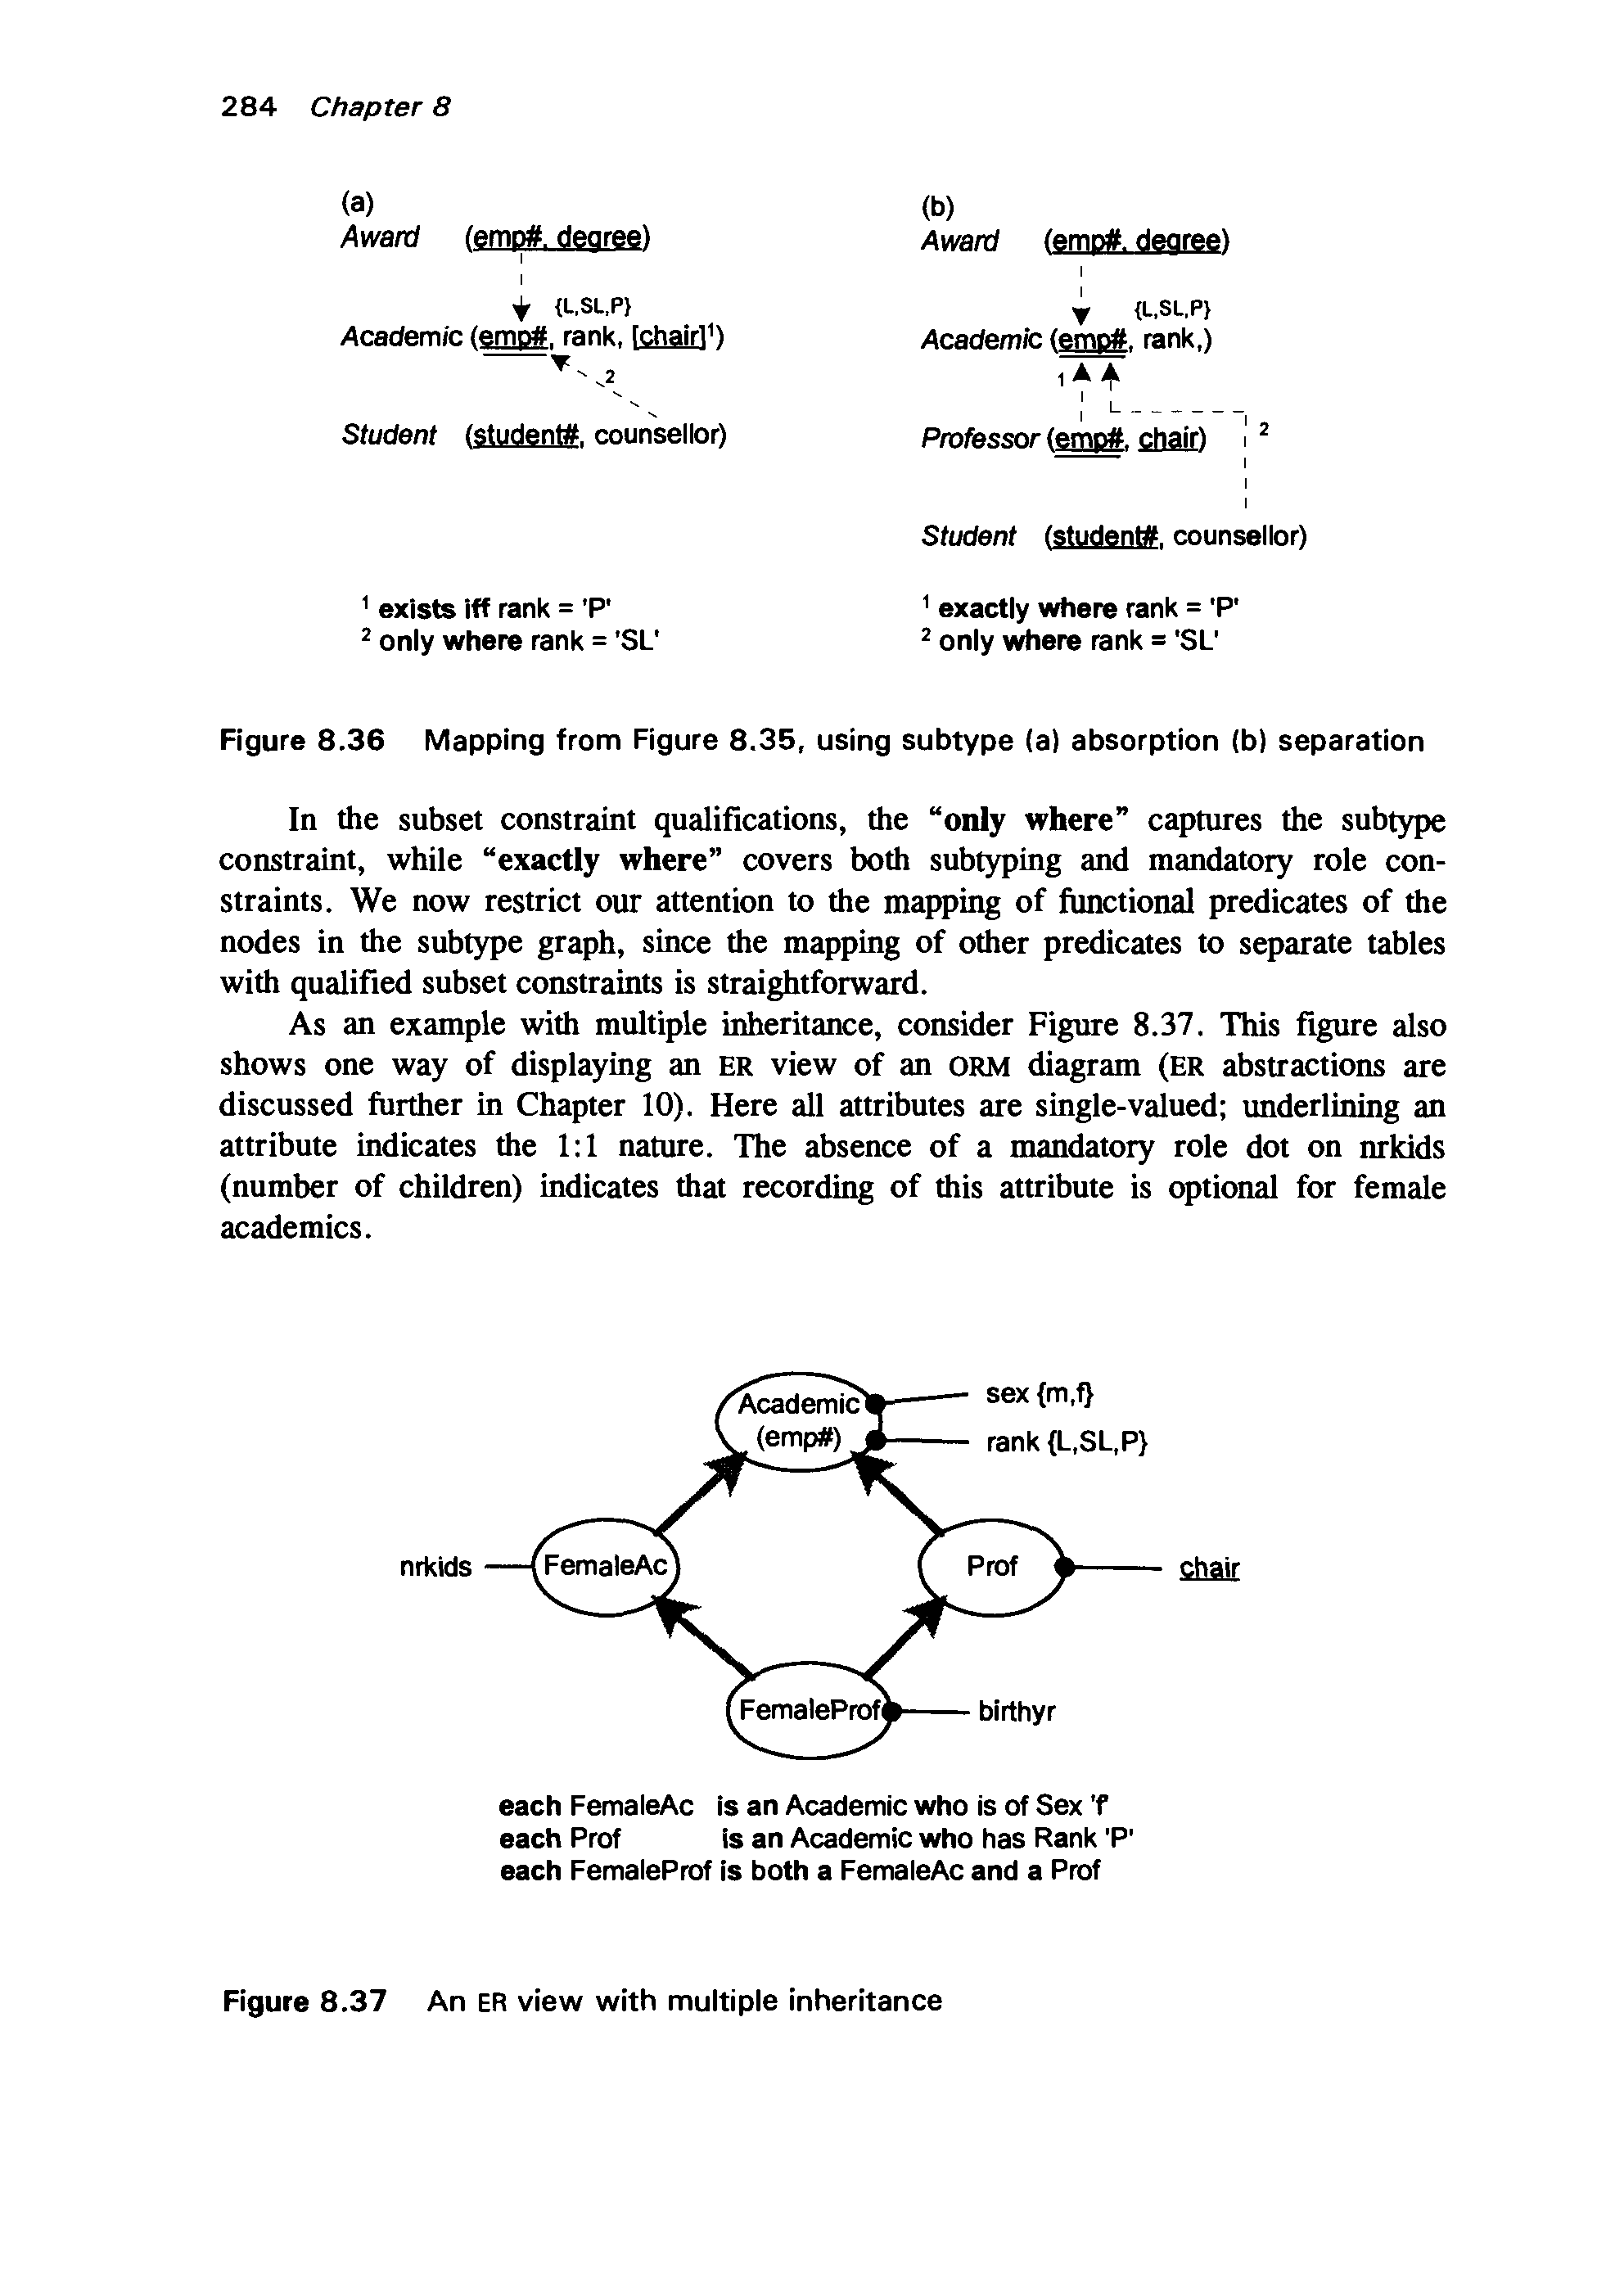 284 Chapter 8
(a)
Award (emp#, degree)
{L,SL,P}
Academic (emp#, rank, [chair]¹)
2
Student (student#, counsellor)
¹ exists iff rank = 'P'
² only where rank = 'SL'
(b)
Award (emp#, degree)
{L,SL,P}
Academic (emp#, rank,)
1
Professor (emp#, chair)
2
Student (student#, counsellor)
¹ exactly where rank = 'P'
² only where rank = 'SL'
Figure 8.36 Mapping from Figure 8.35, using subtype (a) absorption (b) separation
In the subset constraint qualifications, the “only where” captures the subtype
constraint, while “exactly where” covers both subtyping and mandatory role con-
straints. We now restrict our attention to the mapping of functional predicates of the
nodes in the subtype graph, since the mapping of other predicates to separate tables
with qualified subset constraints is straightforward.
As an example with multiple inheritance, consider Figure 8.37. This figure also
shows one way of displaying an ER view of an ORM diagram (ER abstractions are
discussed further in Chapter 10). Here all attributes are single-valued; underlining an
attribute indicates the 1:1 nature. The absence of a mandatory role dot on nrkids
(number of children) indicates that recording of this attribute is optional for female
academics.
Academic
(emp#)
sex {m,f}
rank {L,SL,P}
nrkids
FemaleAc
Prof
chair
FemaleProf
birthyr
each FemaleAc is an Academic who is of Sex 'f'
each Prof is an Academic who has Rank 'P'
each FemaleProf is both a FemaleAc and a Prof
Figure 8.37 An ER view with multiple inheritance